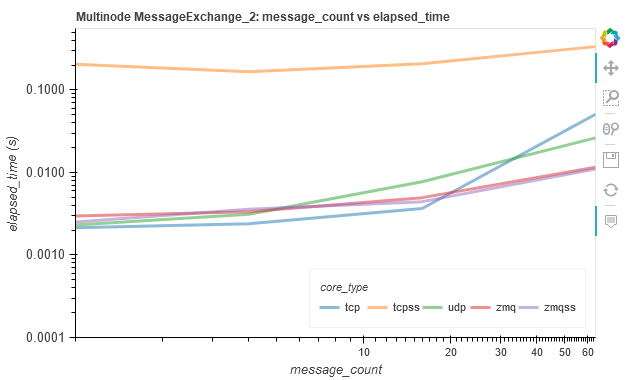 Multinode MessageExchange_2: message_count vs elapsed_time
elapsed_time (s)
0.1000
0.0100
0.0010
0.0001
core_type
tcp tcpss udp zmq zmqss
10 20 30 40 50 60
message_count